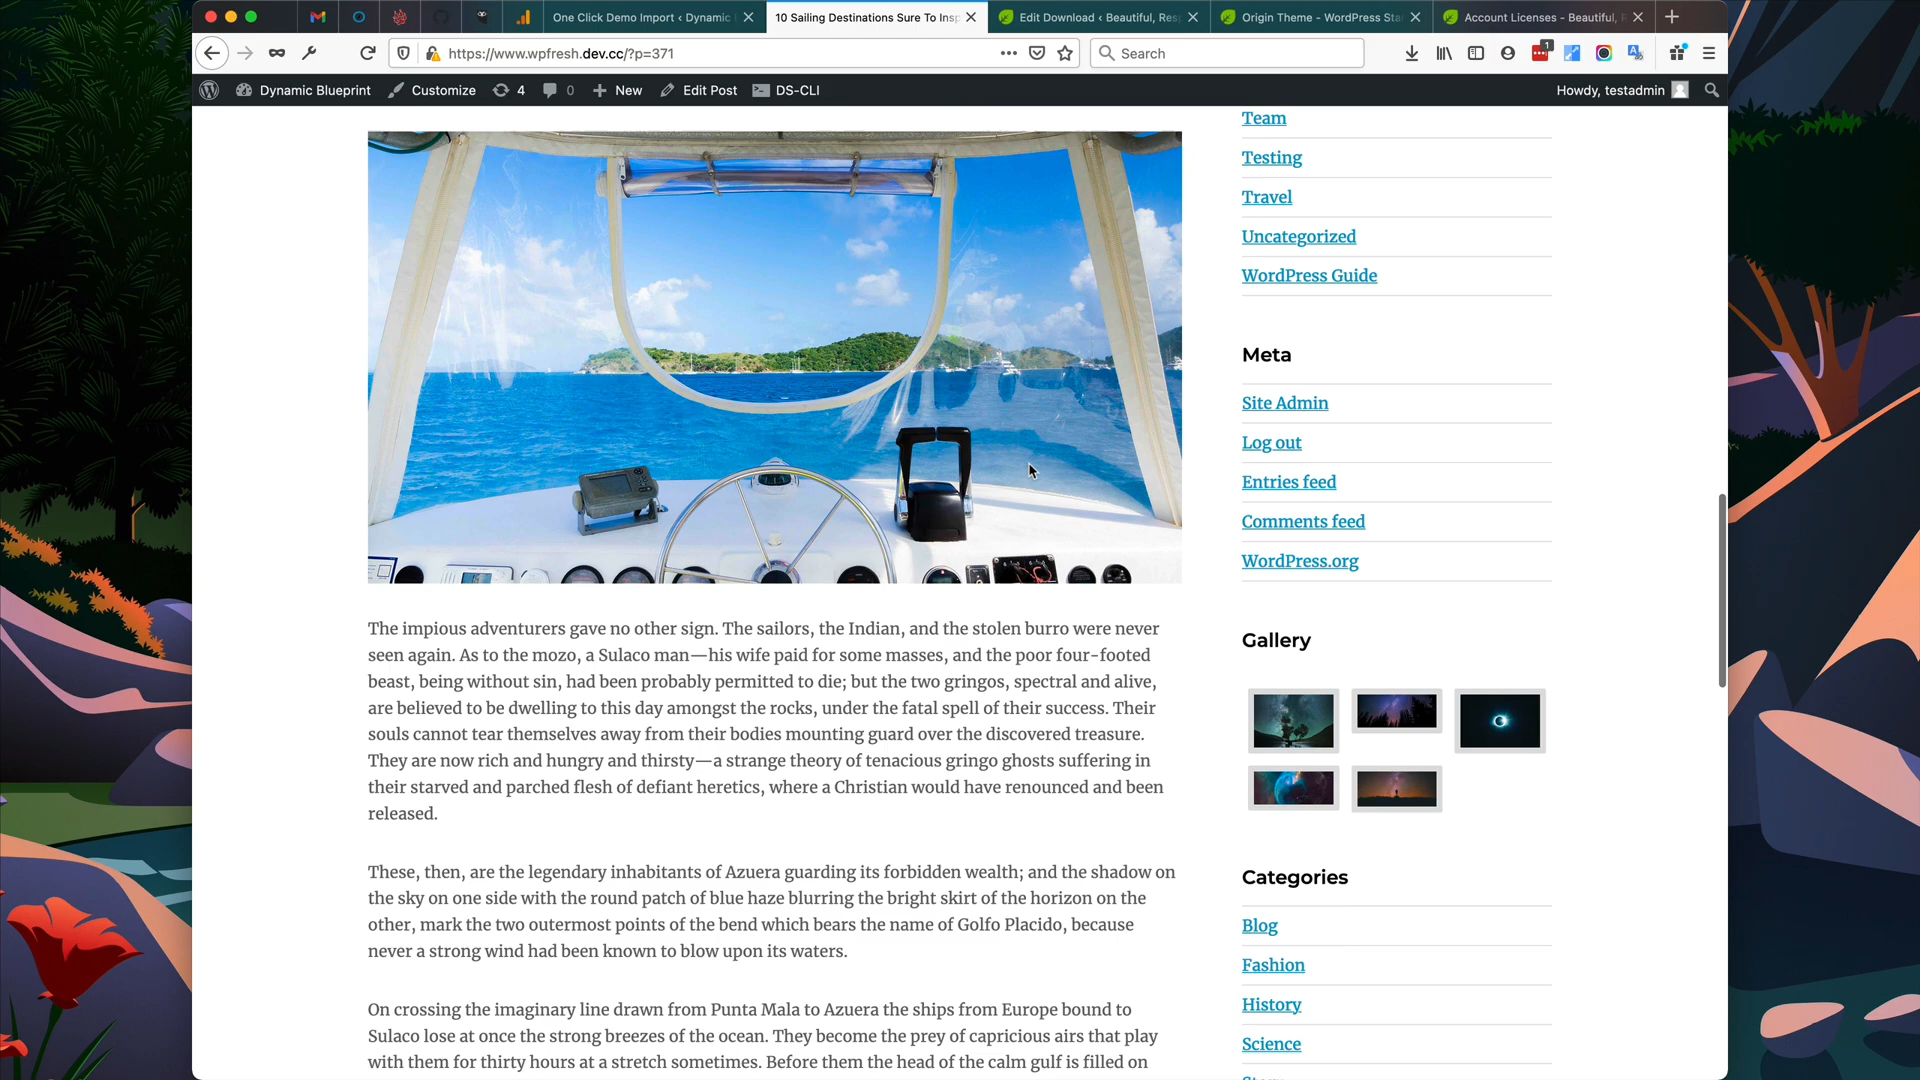 One Click Demo Import ‹ Dynamic
10 Sailing Destinations Sure To Insp
Edit Download ‹ Beautiful, Res
Origin Theme - WordPress Sta
Account Licenses – Beautiful, R
https://www.wpfresh.dev.cc/?p=371
Search
1
Dynamic Blueprint
Customize
4
0
New
Edit Post
DS-CLI
Howdy, testadmin
The impious adventurers gave no other sign. The sailors, the Indian, and the stolen burro were never
seen again. As to the mozo, a Sulaco man—his wife paid for some masses, and the poor four-footed
beast, being without sin, had been probably permitted to die; but the two gringos, spectral and alive,
are believed to be dwelling to this day amongst the rocks, under the fatal spell of their success. Their
souls cannot tear themselves away from their bodies mounting guard over the discovered treasure.
They are now rich and hungry and thirsty—a strange theory of tenacious gringo ghosts suffering in
their starved and parched flesh of defiant heretics, where a Christian would have renounced and been
released.
These, then, are the legendary inhabitants of Azuera guarding its forbidden wealth; and the shadow on
the sky on one side with the round patch of blue haze blurring the bright skirt of the horizon on the
other, mark the two outermost points of the bend which bears the name of Golfo Placido, because
never a strong wind had been known to blow upon its waters.
On crossing the imaginary line drawn from Punta Mala to Azuera the ships from Europe bound to
Sulaco lose at once the strong breezes of the ocean. They become the prey of capricious airs that play
with them for thirty hours at a stretch sometimes. Before them the head of the calm gulf is filled on
Team
Testing
Travel
Uncategorized
WordPress Guide
Meta
Site Admin
Log out
Entries feed
Comments feed
WordPress.org
Gallery
Categories
Blog
Fashion
History
Science